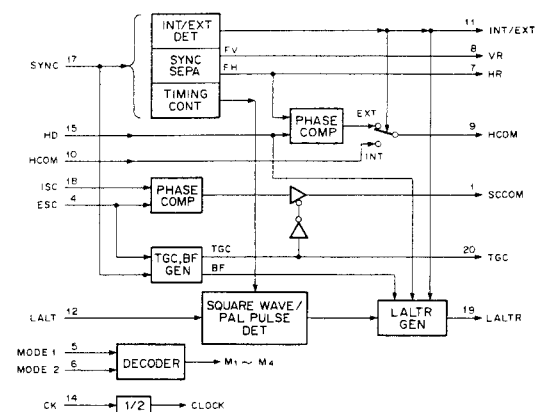 INT/EXT
DET
11
INT/EXT
FV
8
VR
SYNC
17
SYNC
SEPA
FH
7
HR
TIMING
CONT
EXT
HD
15
PHASE
COMP
9
HCOM
HCOM
10
INT
ISC
18
PHASE
COMP
1
SCCOM
ESC
4
TGC, BF
GEN
TGC
20
TGC
BF
LALT
12
SQUARE WAVE/
PAL PULSE
DET
LALTR
GEN
19
LALTR
MODE 1
5
DECODER
M1 ~ M4
MODE 2
6
CK
14
1/2
CLOCK